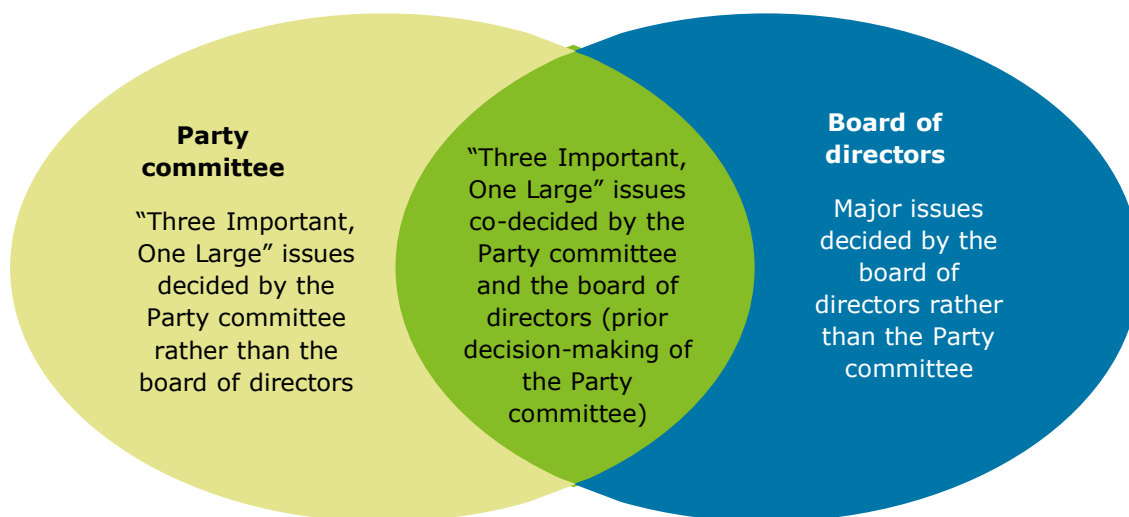 Party
committee
“Three Important,
One Large” issues
decided by the
Party committee
rather than the
board of directors
“Three Important,
One Large” issues
co-decided by the
Party committee
and the board of
directors (prior
decision-making of
the Party
committee)
Board of
directors
Major issues
decided by the
board of
directors rather
than the Party
committee